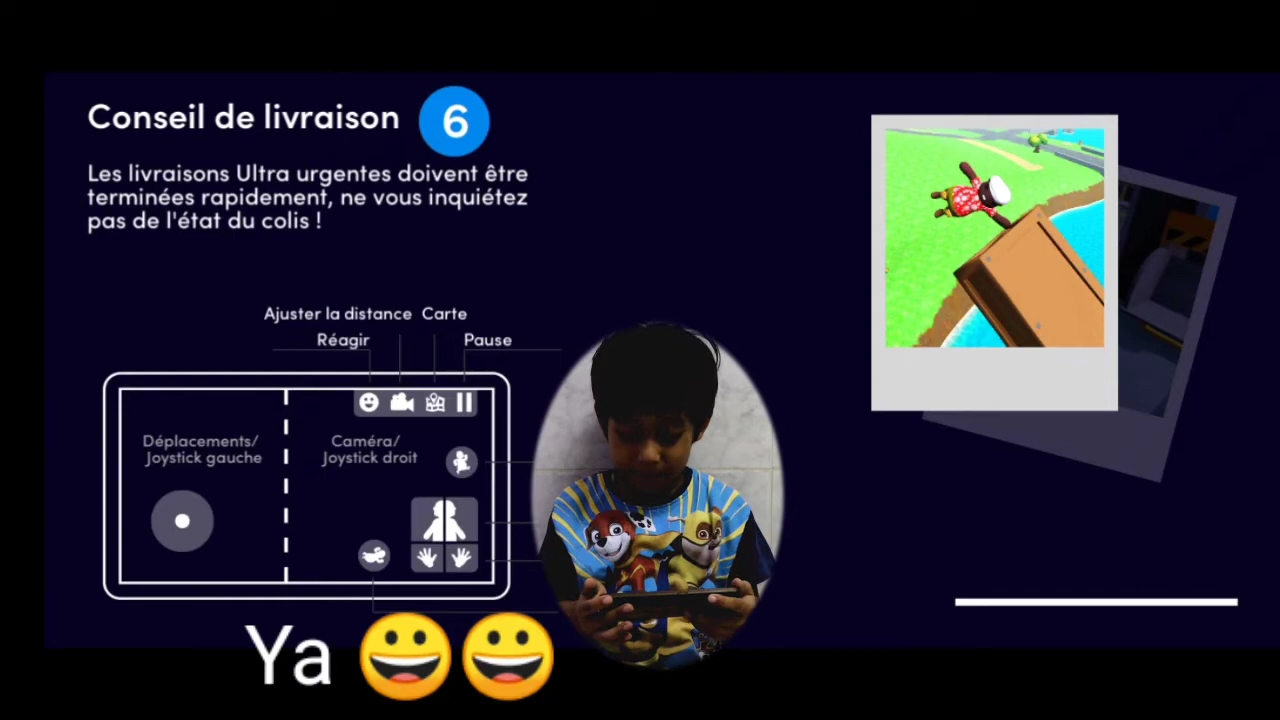 Conseil de livraison 6
Les livraisons Ultra urgentes doivent être
terminées rapidement, ne vous inquiétez
pas de l'état du colis !
Ajuster la distance Carte
Réagir Pause
Déplacements/
Joystick gauche
Caméra/
Joystick droit
Ya 😀😀